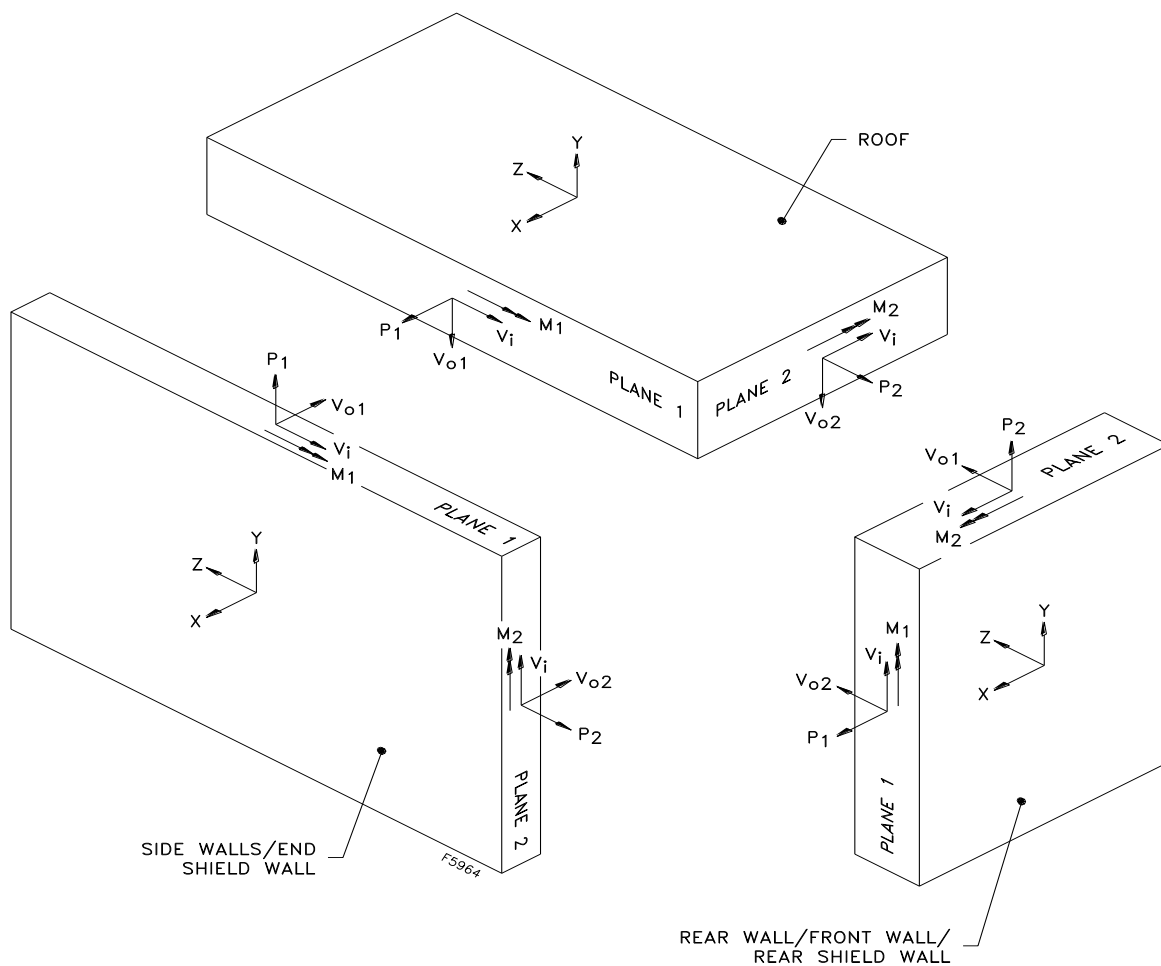 ROOF
Y
Z
X
P1
Vo1
Vi
M1
PLANE 1
PLANE 2
M2
Vi
P2
Vo2
P1
Vo1
Vi
M1
PLANE 1
Y
Z
X
M2
Vi
Vo2
P2
PLANE 2
SIDE WALLS/END
SHIELD WALL
F5964
P2
Vo1
Vi
M2
PLANE 2
Y
Z
X
M1
Vi
Vo2
P1
PLANE 1
REAR WALL/FRONT WALL/
REAR SHIELD WALL